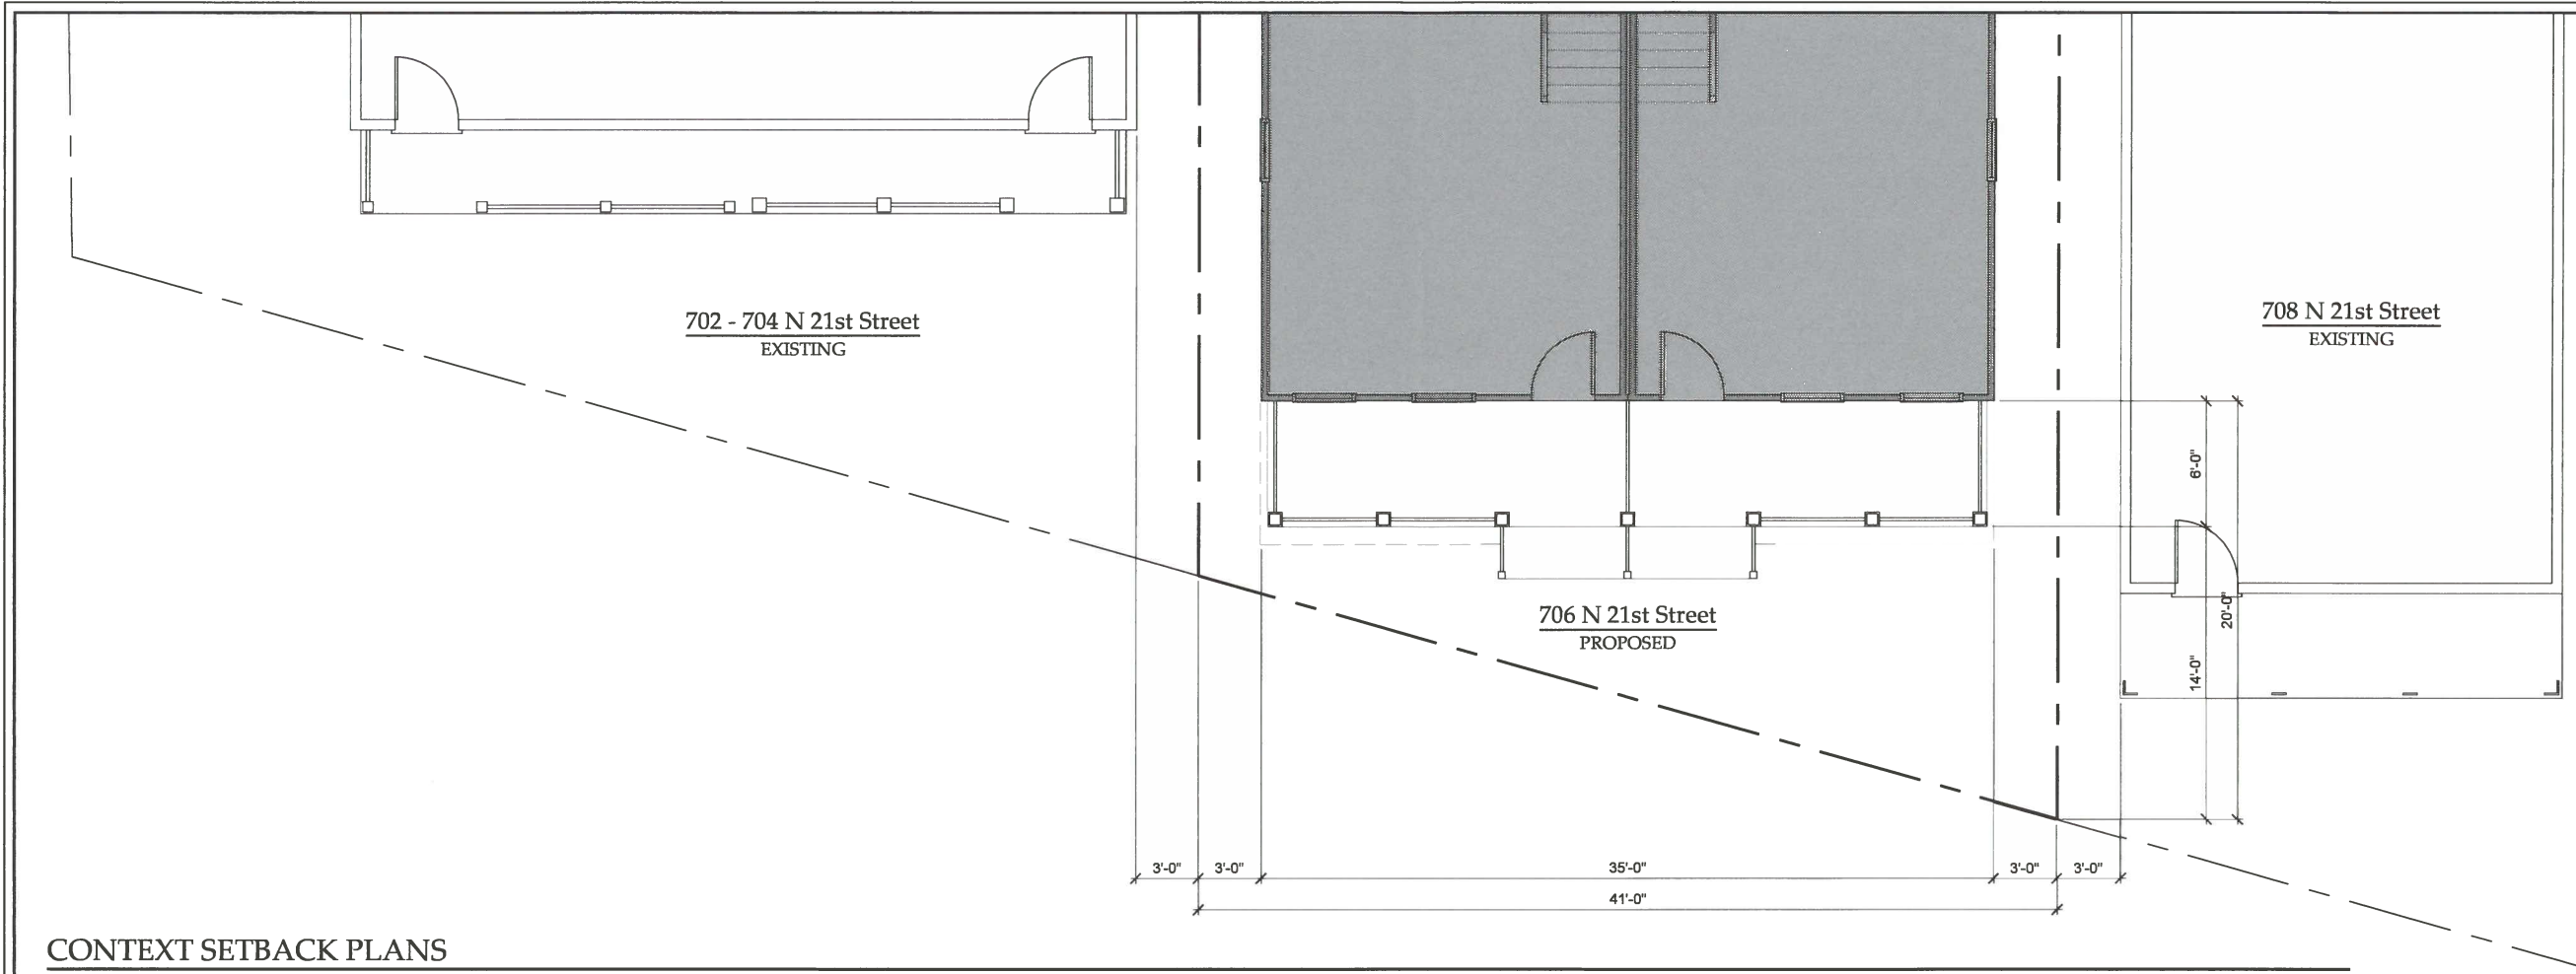 702 - 704 N 21st Street
EXISTING
708 N 21st Street
EXISTING
6'-0"
20'-0"
14'-0"
706 N 21st Street
PROPOSED
3'-0"
3'-0"
35'-0"
3'-0"
3'-0"
41'-0"
CONTEXT SETBACK PLANS